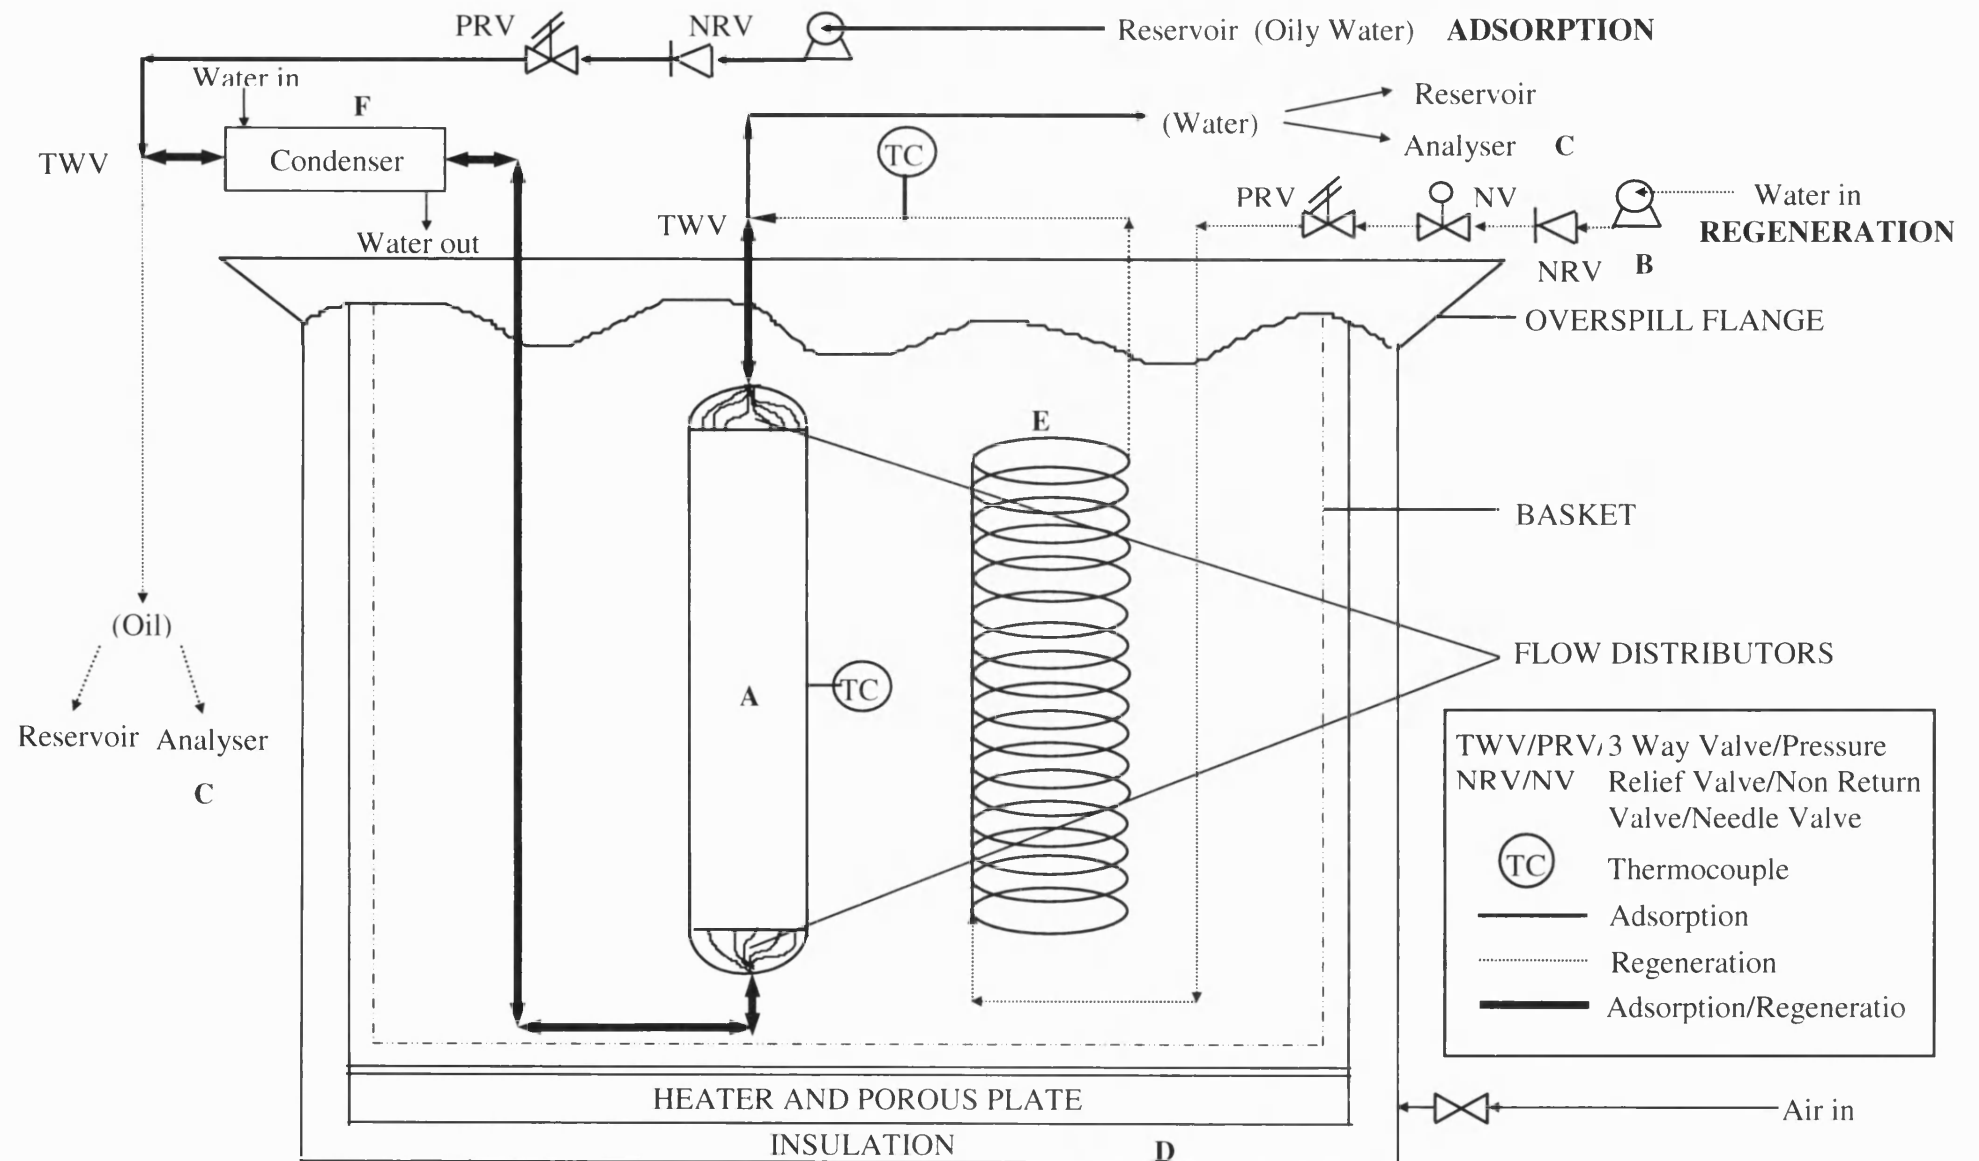 PRV
NRV
Reservoir (Oily Water) ADSORPTION
Water in
F
Reservoir
(Water)
TC
Analyser C
TWV
Condenser
PRV
NV
Water in
TWV
REGENERATION
Water out
NRV
B
OVERSPILL FLANGE
E
BASKET
(Oil)
FLOW DISTRIBUTORS
A
TC
Reservoir Analyser
C
TWV/PRV/ 3 Way Valve/Pressure
NRV/NV Relief Valve/Non Return
Valve/Needle Valve
TC Thermocouple
Adsorption
Regeneration
Adsorption/Regeneratio
HEATER AND POROUS PLATE
Air in
INSULATION
D